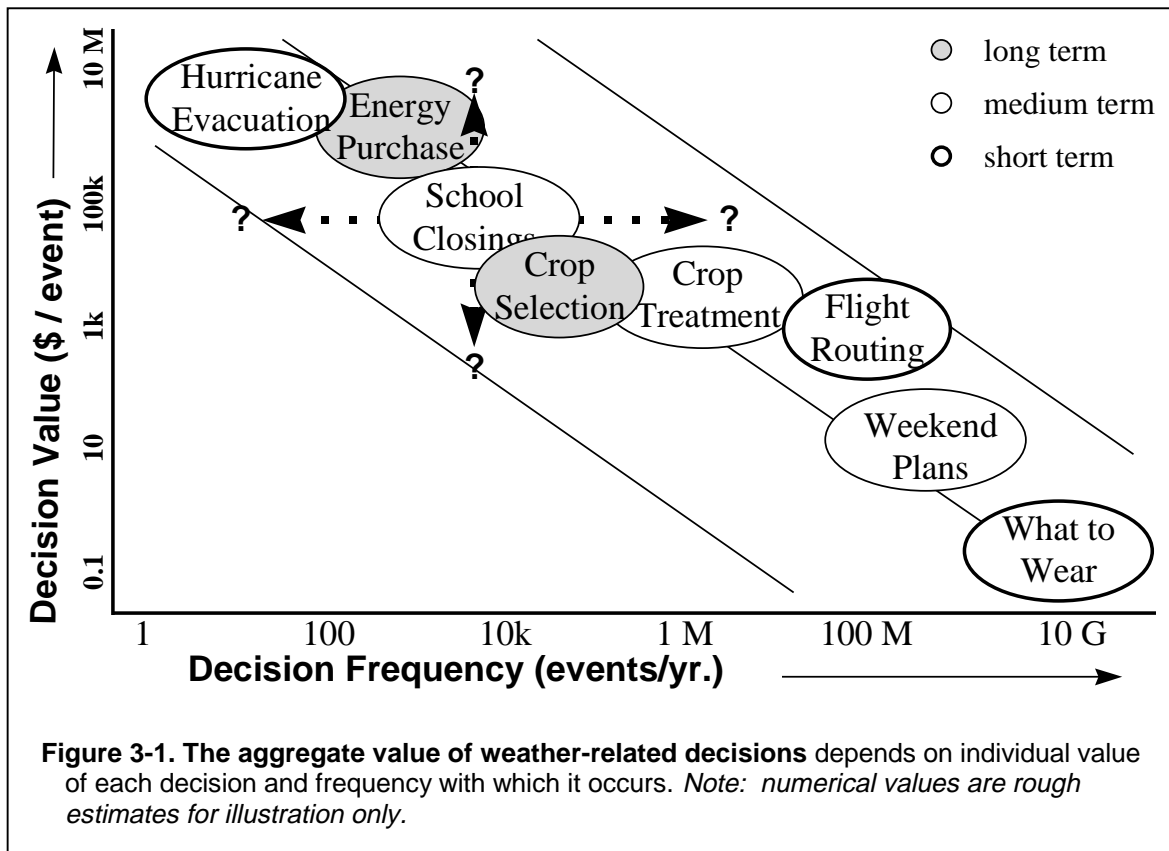 Decision Value ($ / event)
10 M
100k
1k
10
0.1
Hurricane
Evacuation
Energy
Purchase
?
School
Closings
?
?
Crop
Selection
?
Crop
Treatment
Flight
Routing
Weekend
Plans
What to
Wear
long term
medium term
short term
1
100
10k
1 M
100 M
10 G
Decision Frequency (events/yr.)
Figure 3-1. The aggregate value of weather-related decisions depends on individual value
of each decision and frequency with which it occurs. Note: numerical values are rough
estimates for illustration only.